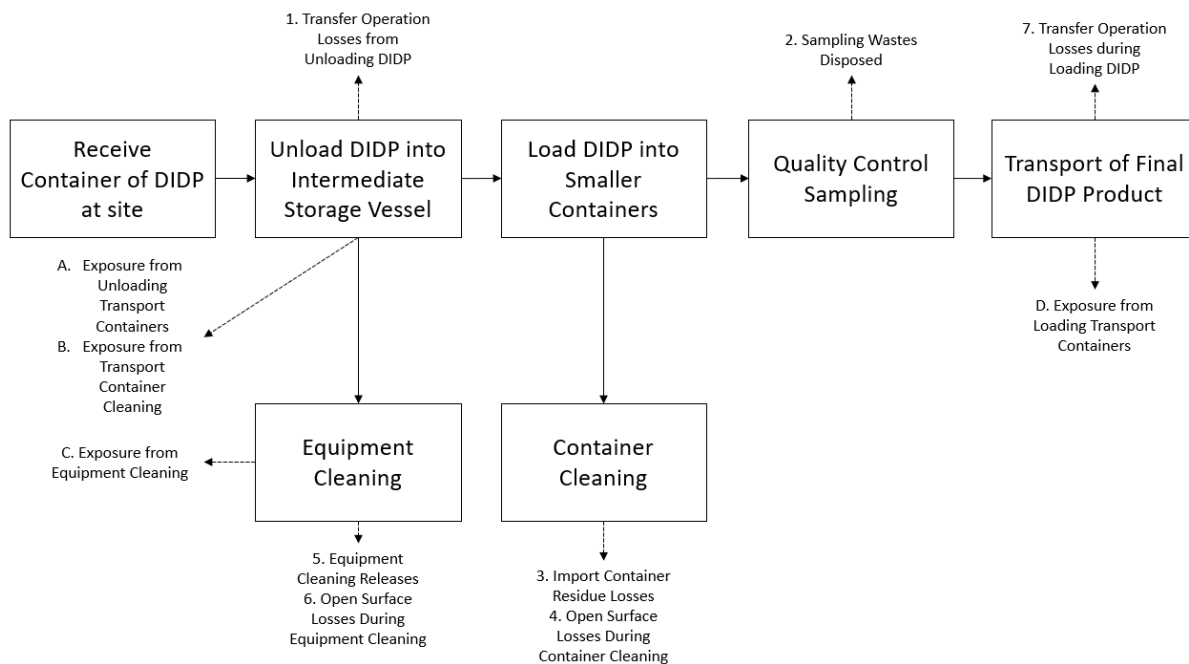 1. Transfer Operation
Losses from
Unloading DIDP
2. Sampling Wastes
Disposed
7. Transfer Operation
Losses during
Loading DIDP
Receive
Container of DIDP
at site
Unload DIDP into
Intermediate
Storage Vessel
Load DIDP into
Smaller
Containers
Quality Control
Sampling
Transport of Final
DIDP Product
A. Exposure from
Unloading
Transport
Containers
B. Exposure from
Transport
Container
Cleaning
D. Exposure from
Loading Transport
Containers
C. Exposure from
Equipment Cleaning
Equipment
Cleaning
Container
Cleaning
5. Equipment
Cleaning Releases
6. Open Surface
Losses During
Equipment Cleaning
3. Import Container
Residue Losses
4. Open Surface
Losses During
Container Cleaning